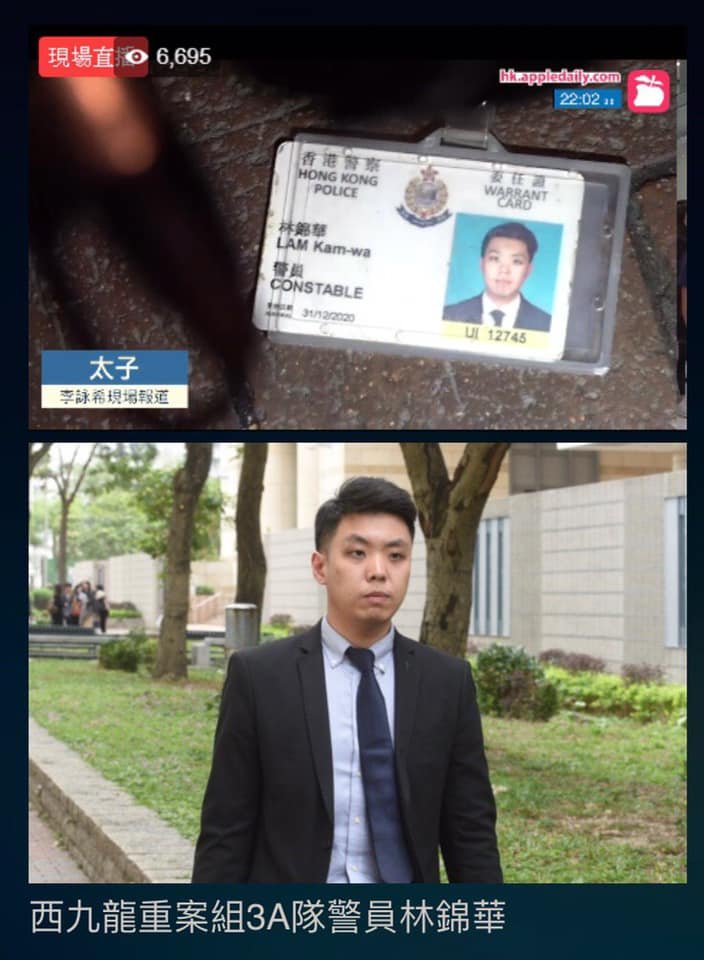 現場直播 6,695
hk.appledaily.com
22:02
香港警察
HONG KONG
POLICE
委任證
WARRANT
CARD
林錦華
LAM Kam-wa
警員
CONSTABLE
31/12/2020
UI 12745
太子
李詠希現場報道
西九龍重案組3A隊警員林錦華